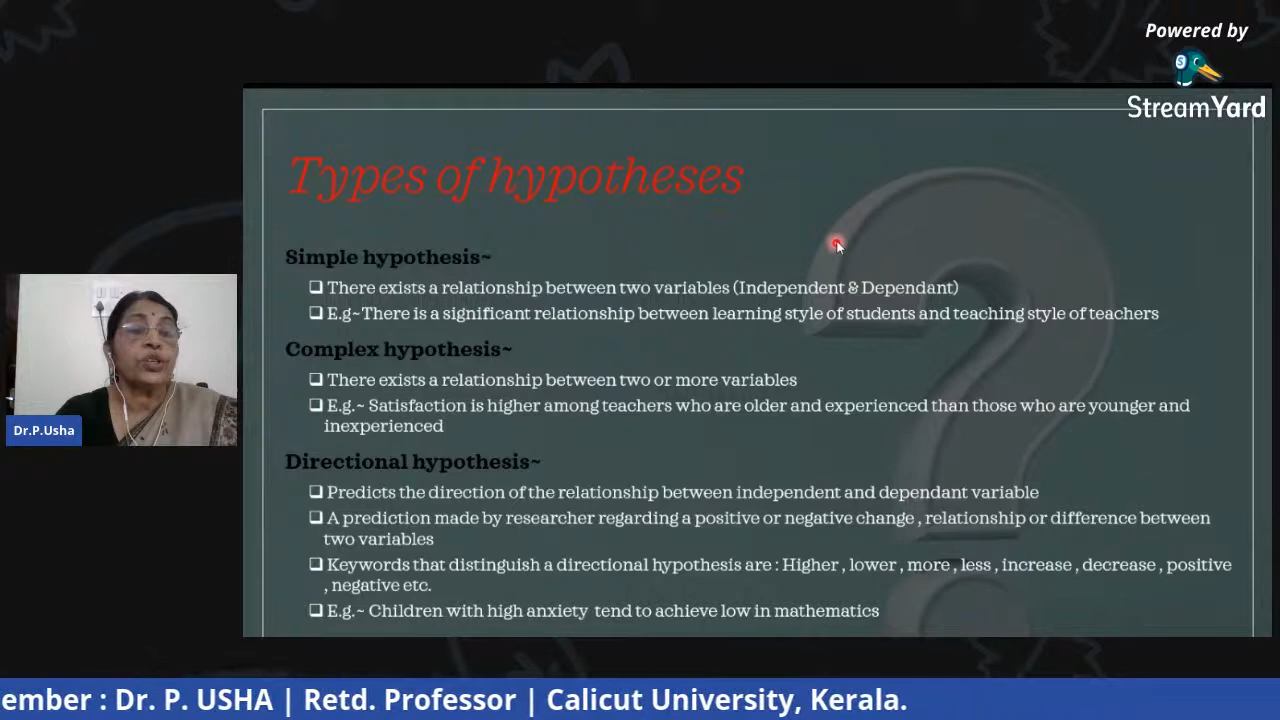 Powered by
StreamYard
Types of hypotheses
Simple hypothesis~
There exists a relationship between two variables (Independent & Dependant)
E.g~There is a significant relationship between learning style of students and teaching style of teachers
Complex hypothesis~
There exists a relationship between two or more variables
E.g.~ Satisfaction is higher among teachers who are older and experienced than those who are younger and
inexperienced
Directional hypothesis~
Predicts the direction of the relationship between independent and dependant variable
A prediction made by researcher regarding a positive or negative change , relationship or difference between
two variables
Keywords that distinguish a directional hypothesis are : Higher , lower , more , less , increase , decrease , positive
, negative etc.
E.g.~ Children with high anxiety tend to achieve low in mathematics
Dr.P.Usha
ember : Dr. P. USHA | Retd. Professor | Calicut University, Kerala.